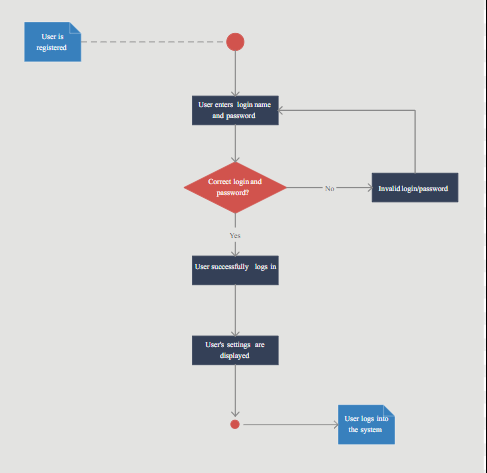 User is
registered
User enters login name
and password
Correct login and
password?
No
Invalid login/password
Yes
User successfully logs in
User's settings are
displayed
User logs into
the system